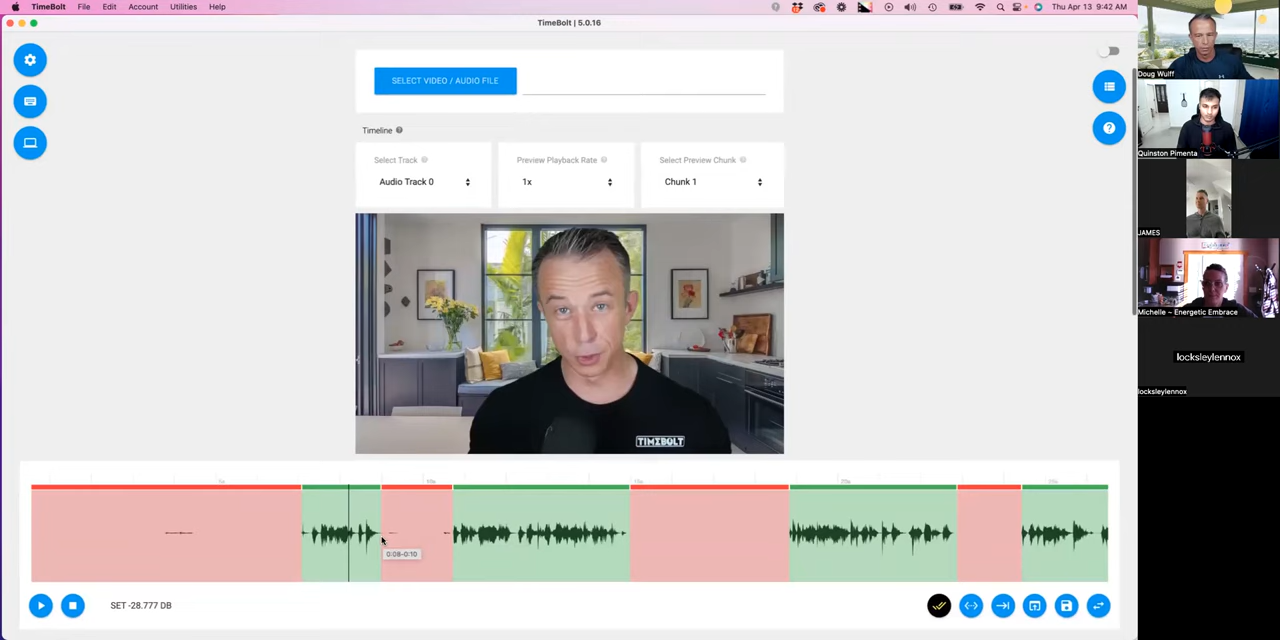 TimeBolt File Edit Account Utilities Help
Thu Apr 13 9:42 AM
TimeBolt | 5.0.16
SELECT VIDEO / AUDIO FILE
Timeline
Select Track
Audio Track 0
Preview Playback Rate
1x
Select Preview Chunk
Chunk 1
TIMEBOLT
0:08-0:10
SET -28.777 DB
Doug Wulff
Quinston Pimenta
JAMES
Michelle ~ Energetic Embrace
locksleylennox
locksleylennox